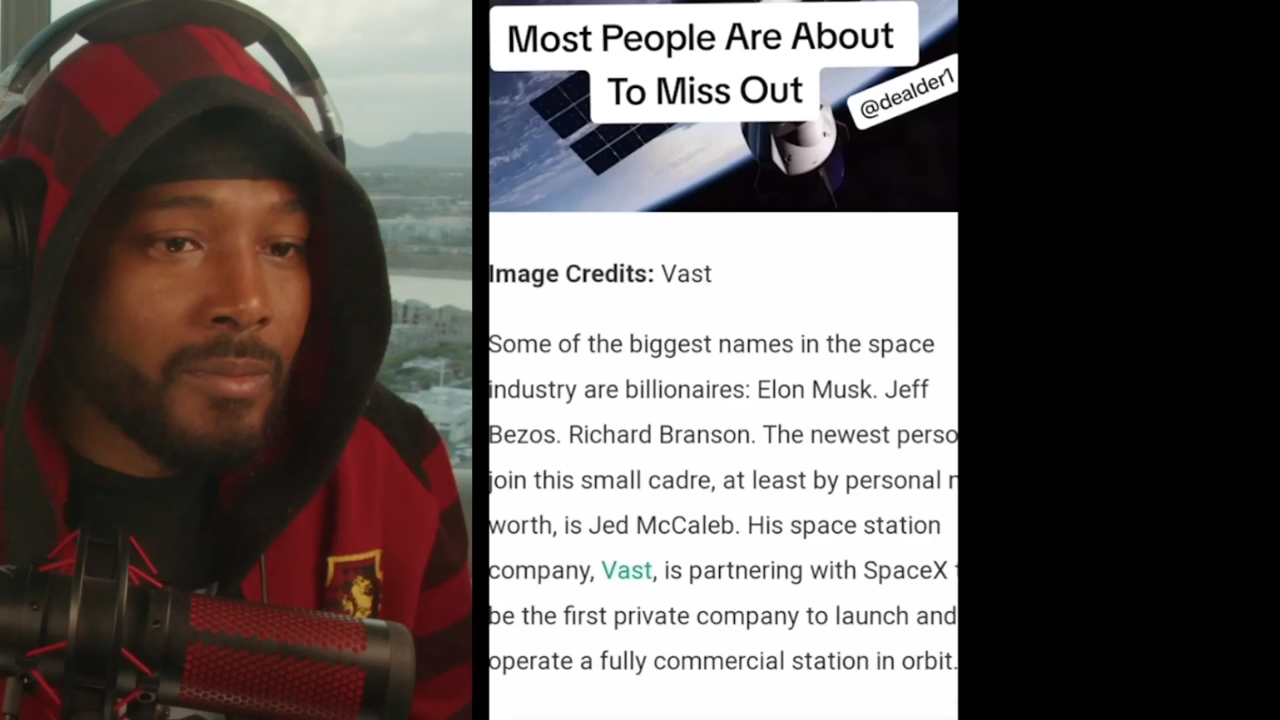 Most People Are About
To Miss Out
@dealder1
Image Credits: Vast
Some of the biggest names in the space
industry are billionaires: Elon Musk. Jeff
Bezos. Richard Branson. The newest perso
join this small cadre, at least by personal n
worth, is Jed McCaleb. His space station
company, Vast, is partnering with SpaceX t
be the first private company to launch and
operate a fully commercial station in orbit.